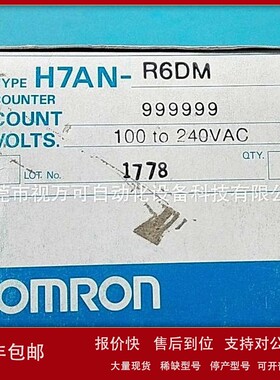 TYPE H7AN- R6DM
COUNTER
COUNT 999999
VOLTS. 100 to 240VAC
LOT No. 1778 QTY.
莞市视万可自动化设备科技有限公
omron
包邮
报价快 售后到位 支持对公
大量现货 稀缺型号 停产型号 可开